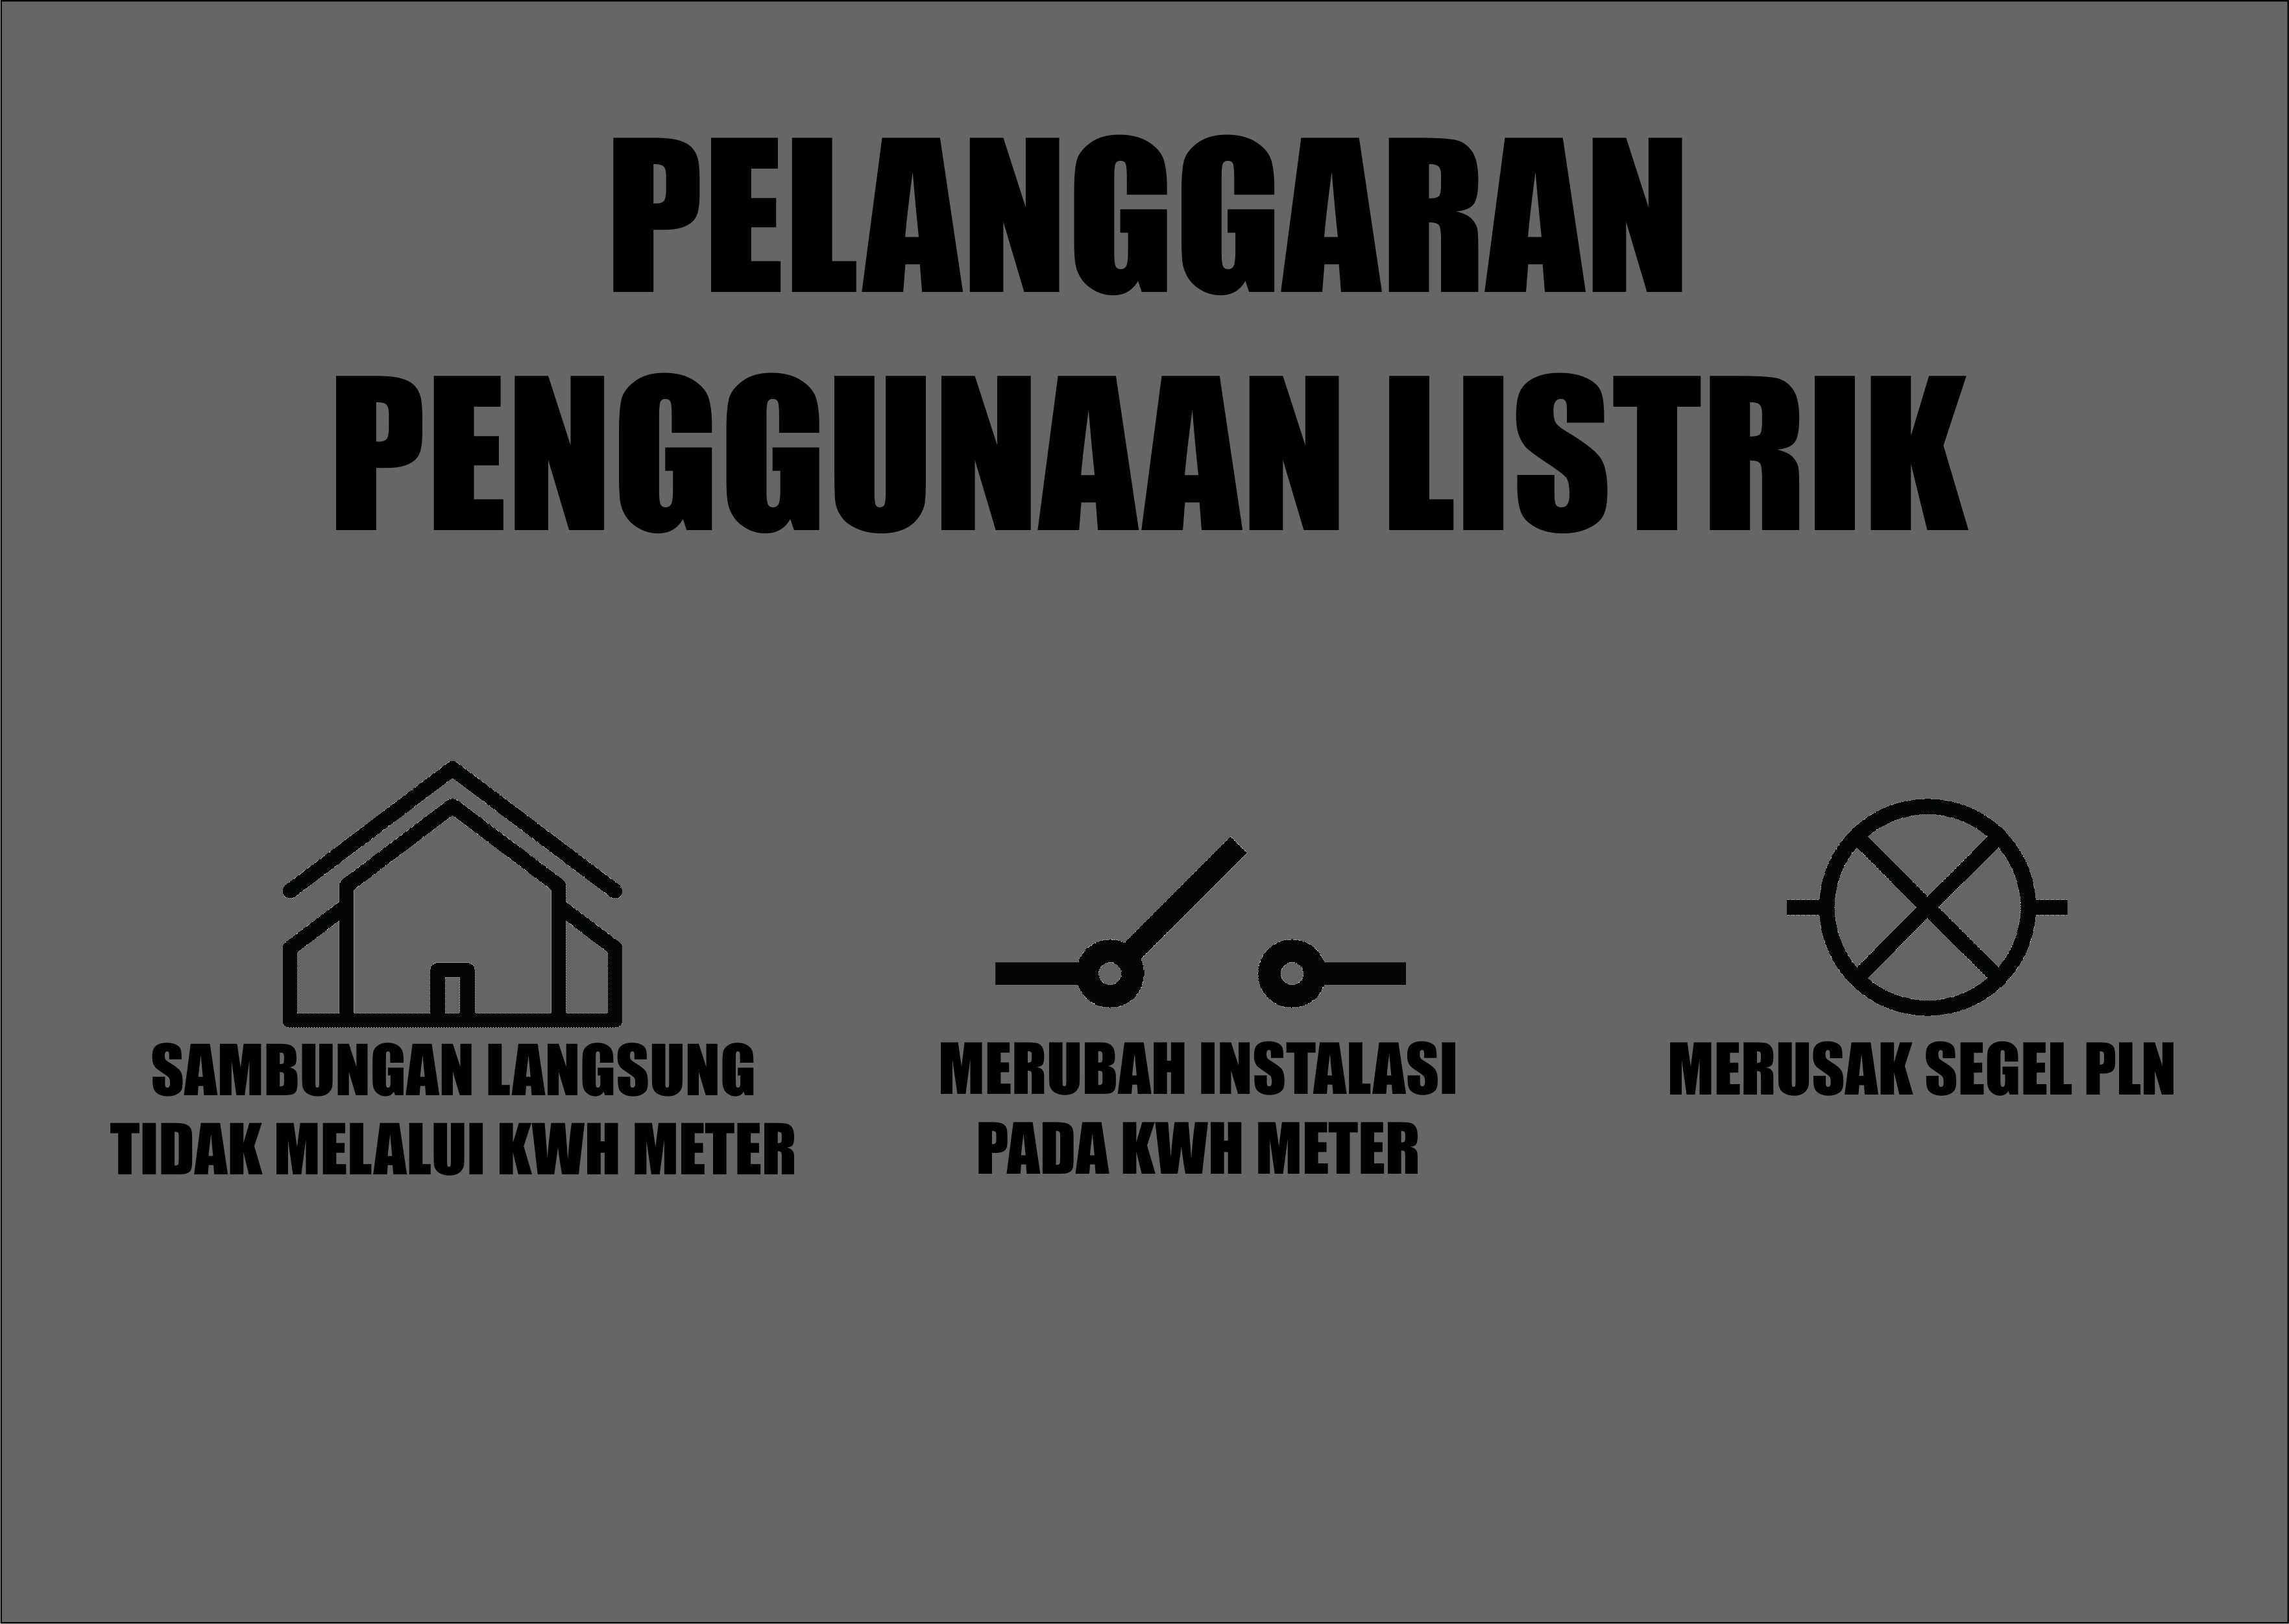 PELANGGARAN
PENGGUNAAN LISTRIK
SAMBUNGAN LANGSUNG
TIDAK MELALUI KWH METER
MERUBAH INSTALASI
PADA KWH METER
MERUSAK SEGEL PLN